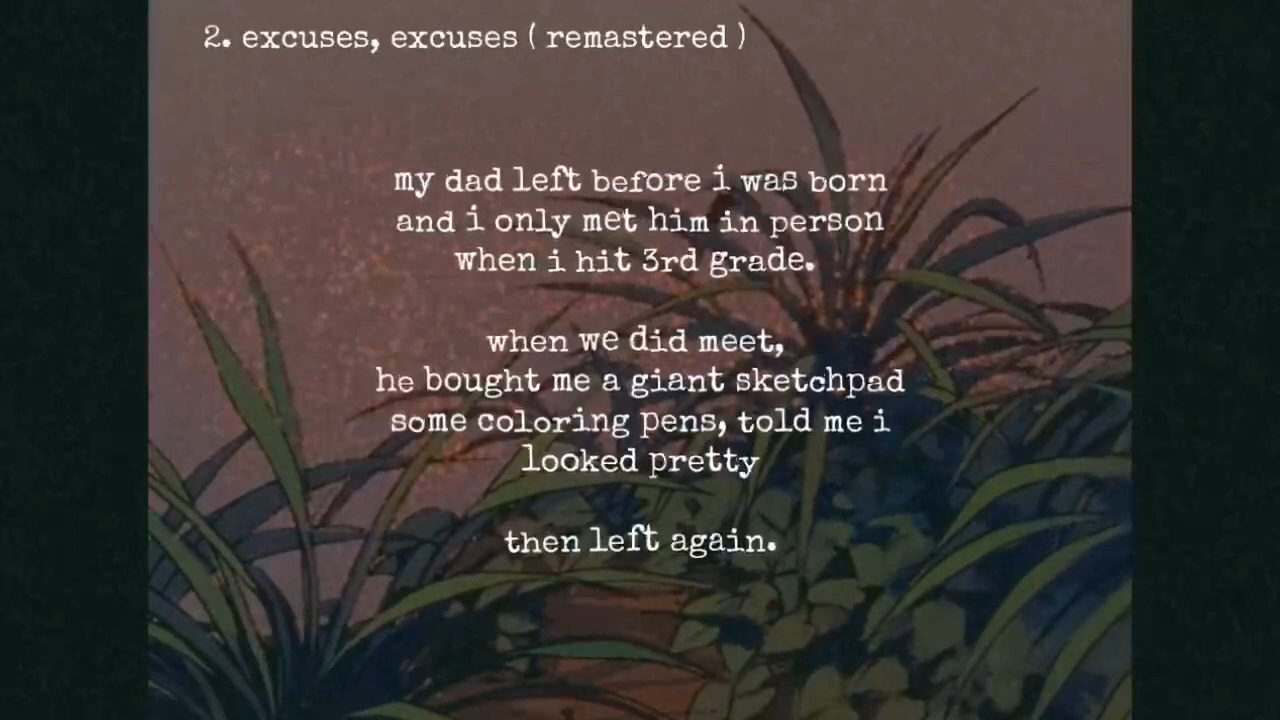 2. excuses, excuses ( remastered )
my dad left before i was born
and i only met him in person
when i hit 3rd grade.
when we did meet,
he bought me a giant sketchpad
some coloring pens, told me i
looked pretty
then left again.